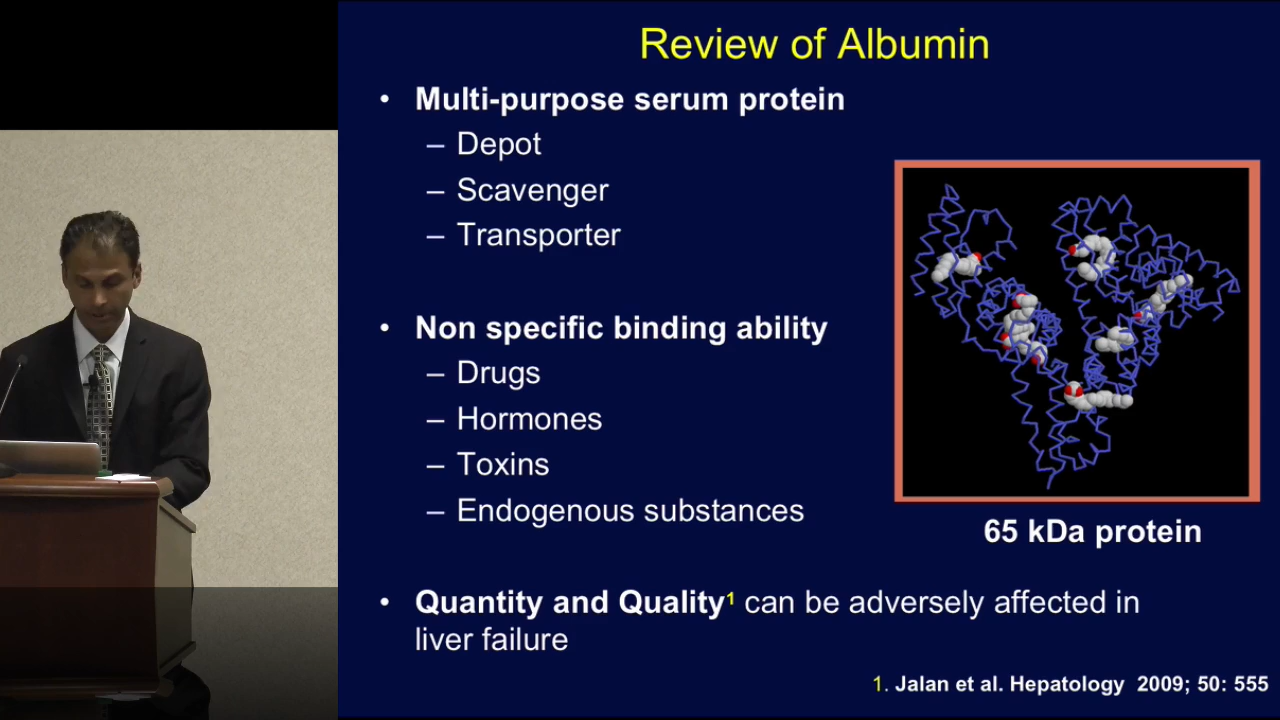 Review of Albumin
• Multi-purpose serum protein
– Depot
– Scavenger
– Transporter
• Non specific binding ability
– Drugs
– Hormones
– Toxins
– Endogenous substances
65 kDa protein
• Quantity and Quality¹ can be adversely affected in
liver failure
1. Jalan et al. Hepatology 2009; 50: 555